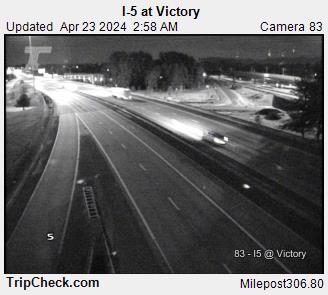 I-5 at Victory
Updated Apr 23 2024 2:58 AM Camera 83
T
S
83 - I5 @ Victory
TripCheck.com Milepost306.80